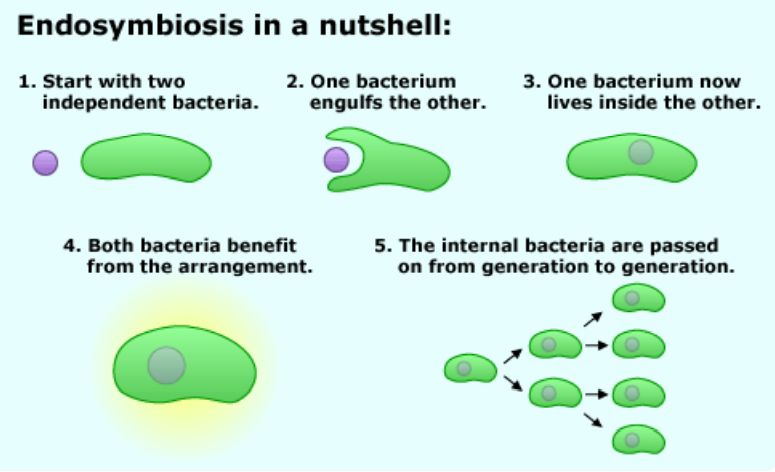 Endosymbiosis in a nutshell:
1. Start with two
independent bacteria.
2. One bacterium
engulfs the other.
3. One bacterium now
lives inside the other.
4. Both bacteria benefit
from the arrangement.
5. The internal bacteria are passed
on from generation to generation.